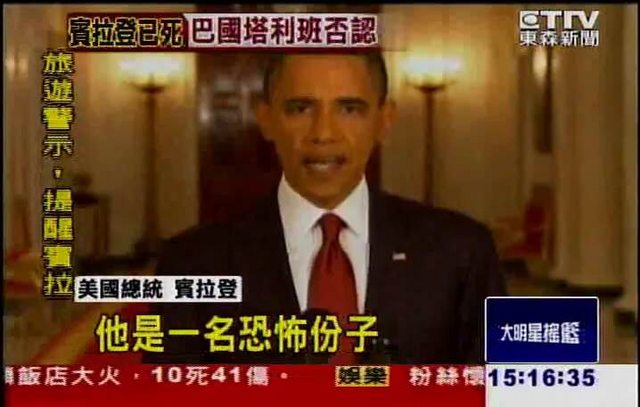 賓拉登已死 巴國塔利班否認
ETTV
東森新聞
旅遊警示，提醒賓拉
美國總統 賓拉登
他是一名恐怖份子
大明星搖籃
飯店大火，10死41傷。 娛樂 粉絲懷
15:16:35